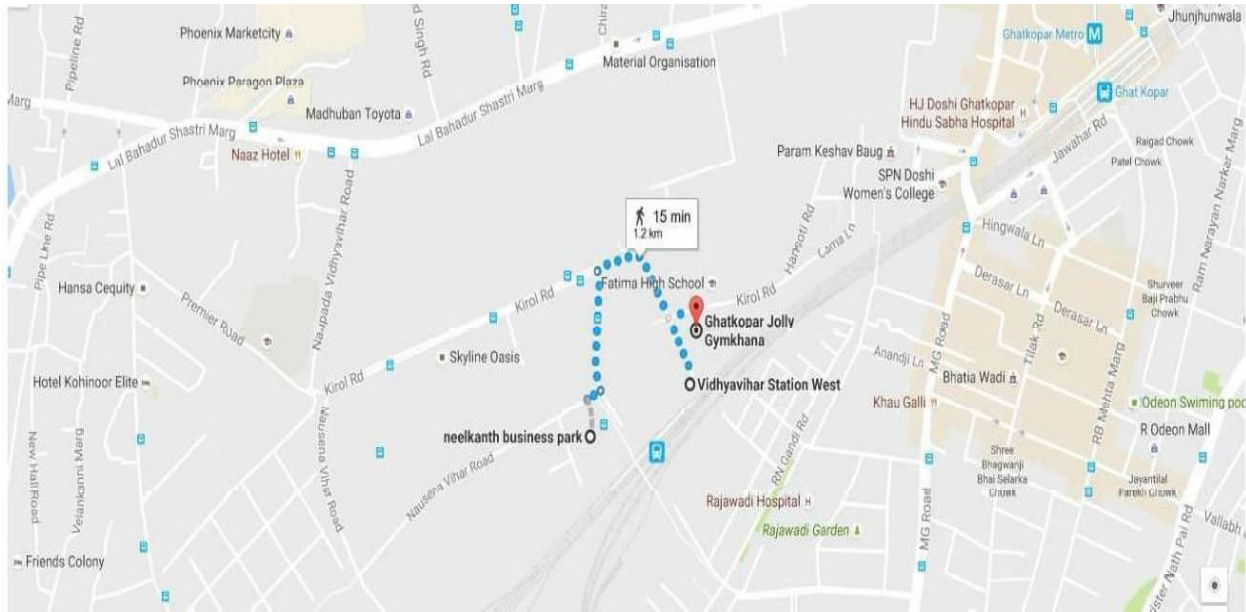 Pipeline Rd
Phoenix Marketcity
d Singh Rd
Chira
Material Organisation
Ghatkopar Metro
M
Jhunjhunwala
Phoenix Paragon Plaza
Marg
Madhuban Toyota
Lal Bahadur Shastri Marg
Lal Bahadur Shastri Marg
Naaz Hotel
HJ Doshi Ghatkopar
Hindu Sabha Hospital
Ghat Kopar
Jawahar Rd
Raigad Chowk
Patel Chowk
Param Keshav Baug
SPN Doshi
Women's College
Ram Narayan Narkar Marg
Pipe Line Rd
Naupada Vidhyavihar Road
15 min
1.2 km
Hansoti Rd
Cama Ln
Hingwala Ln
Derasar Ln
Derasar Ln
Hansa Cequity
Premier Road
Fatima High School
Kirol Rd
Kirol Rd
Shurveer
Baji Prabhu
Chowk
Ghatkopar Jolly
Gymkhana
Tilak Rd
MG Road
Skyline Oasis
Anandji Ln
Hotel Kohinoor Elite
Kirol Rd
Vidhyavihar Station West
Bhatia Wadi
RB Mehta Marg
Khau Galli
Odeon Swiming poo
R Odeon Mall
neelkanth business park
New Hall Road
Nausena Vihar Road
Nausena Vihar Road
RN Gandi Rd
Shree
Bhagwanji
Bhai Selarka
Chowk
Jayantilal
Rajawadi Hospital H
Rajawadi Garden
MG Road
Vallabh
Friends Colony